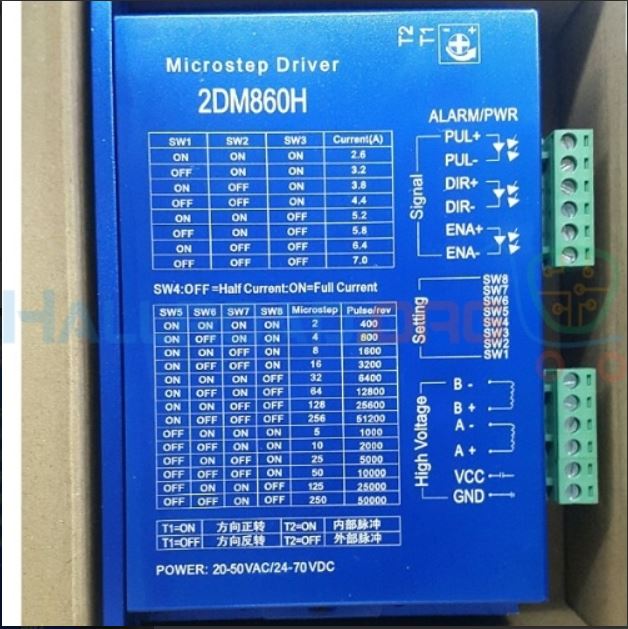 T2
T1
Microstep Driver
2DM860H
SW1 SW2 SW3 Current(A)
ON ON ON 2.6
OFF ON ON 3.2
ON OFF ON 3.8
OFF OFF ON 4.4
ON ON OFF 5.2
OFF ON OFF 5.8
ON OFF OFF 6.4
OFF OFF OFF 7.0
SW4:OFF=Half Current:ON=Full Current
SW5 SW6 SW7 SW8 Microstep Pulse/rev
ON ON ON ON 2 400
ON OFF ON ON 4 800
ON ON OFF ON 8 1600
ON OFF OFF ON 16 3200
ON ON ON OFF 32 6400
ON OFF ON OFF 64 12800
ON ON OFF OFF 128 25600
ON OFF OFF OFF 256 51200
OFF ON ON ON 5 1000
OFF OFF ON ON 10 2000
OFF ON OFF ON 25 5000
OFF OFF OFF ON 50 10000
OFF ON ON OFF 125 25000
OFF OFF ON OFF 250 50000
T1=ON 方向正转 T2=ON 内部脉冲
T1=OFF 方向反转 T2=OFF 外部脉冲
POWER: 20-50VAC/24-70VDC
ALARM/PWR
Signal
PUL+
PUL-
DIR+
DIR-
ENA+
ENA-
Setting
SW8
SW7
SW6
SW5
SW4
SW3
SW2
SW1
High Voltage
B -
B +
A -
A +
VCC
GND